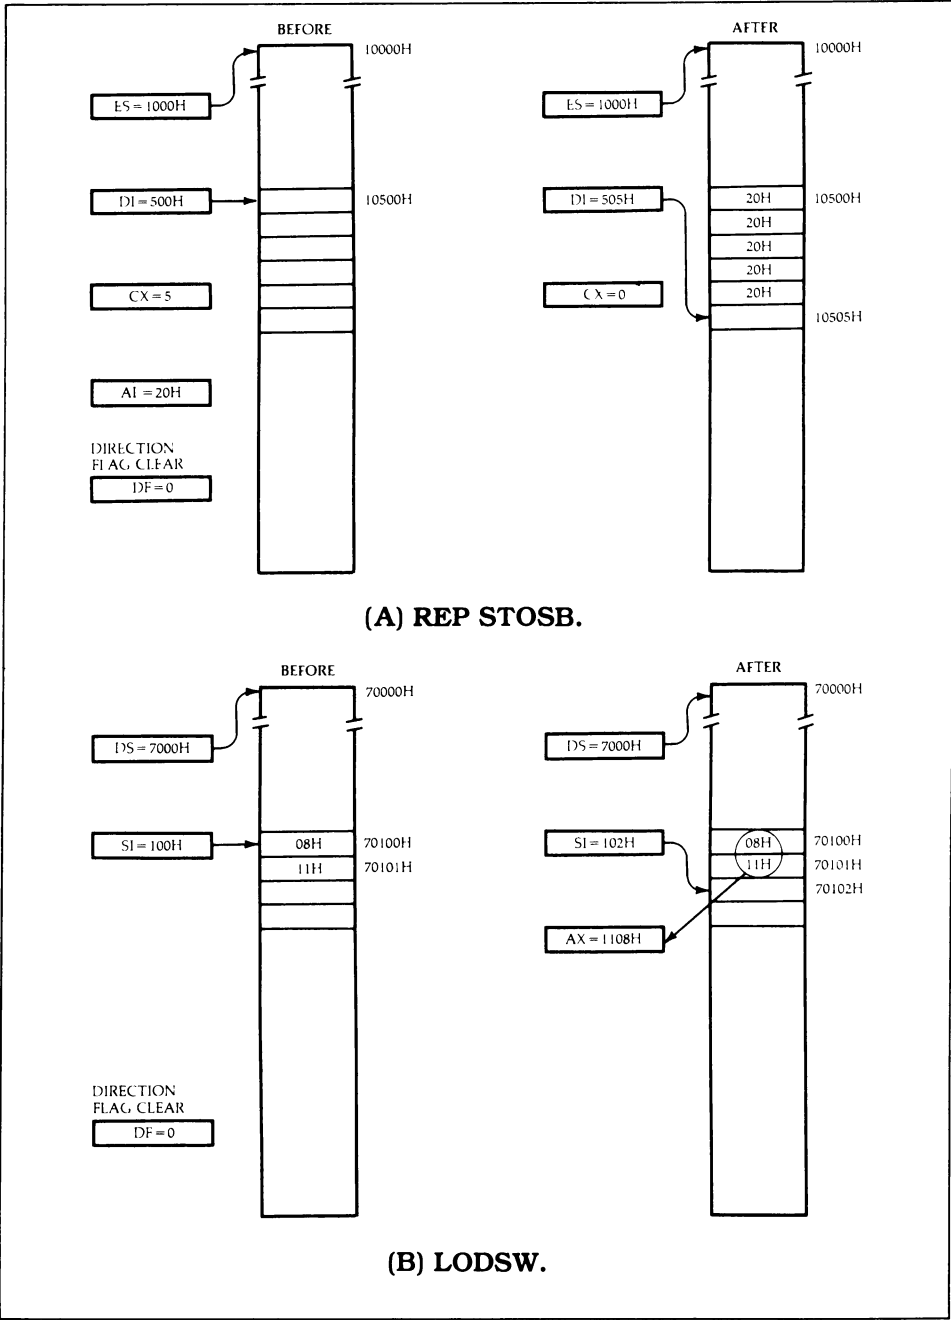 BEFORE
AFTER
10000H
10000H
ES = 1000H
ES = 1000H
DI = 500H
10500H
DI = 505H
20H
10500H
20H
20H
CX = 5
CX = 0
20H
20H
10505H
AL = 20H
DIRECTION
FLAG CLEAR
DF = 0
(A) REP STOSB.
BEFORE
AFTER
70000H
70000H
DS = 7000H
DS = 7000H
SI = 100H
08H
70100H
SI = 102H
08H
70100H
11H
70101H
11H
70101H
70102H
AX = 1108H
DIRECTION
FLAG CLEAR
DF = 0
(B) LODSW.